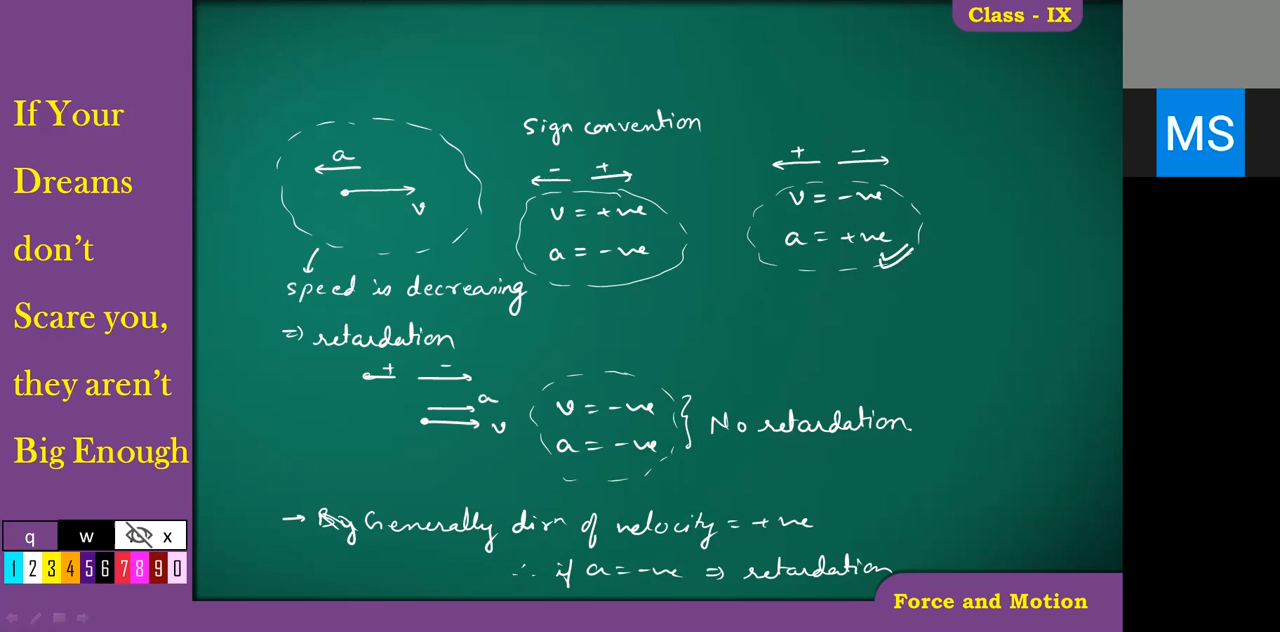 Class - IX
MS
If Your
Dreams
don't
Scare you,
they aren't
Big Enough
Sign convention
a
v
- +
v = +ve
a = -ve
+ -
v = -ve
a = +ve
speed is decreasing
=) retardation
+ -
a
v
v = -ve
a = -ve
} No retardation
→ Generally dirn of velocity = +ve
∴ if a = -ve ⇒ retardation
q w x
1 2 3 4 5 6 7 8 9 0
Force and Motion